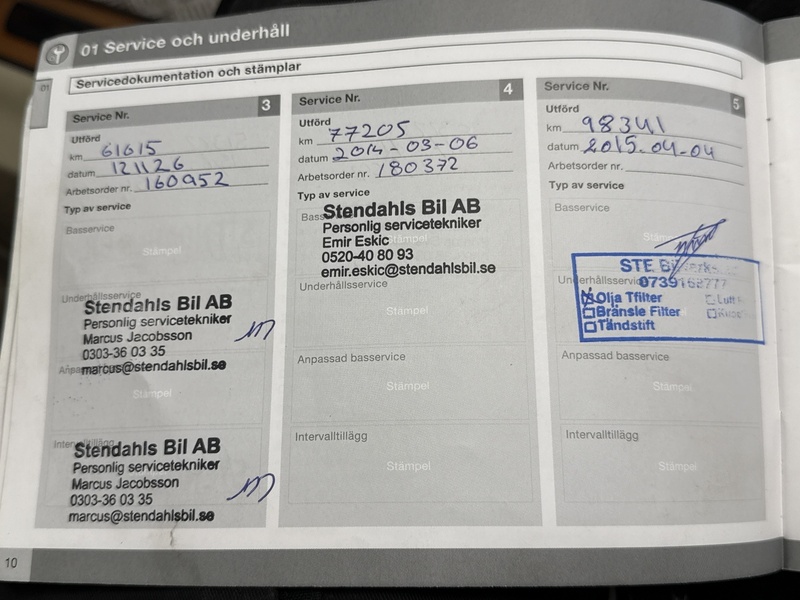 01 Service och underhåll
01
Servicedokumentation och stämplar
Service Nr. 3
Utförd
km 61615
datum 121126
Arbetsorder nr. 160952
Typ av service
Basservice
Stämpel
Underhållsservice
Stendahls Bil AB
Personlig servicetekniker
Marcus Jacobsson
0303-36 03 35
marcus@stendahlsbil.se
Stämpel
Intervalltillägg
Stendahls Bil AB
Personlig servicetekniker
Marcus Jacobsson
0303-36 03 35
marcus@stendahlsbil.se
Service Nr. 4
Utförd
km 77205
datum 2014-03-06
Arbetsorder nr. 180372
Typ av service
Stendahls Bil AB
Personlig servicetekniker
Emir Eskic
0520-40 80 93
emir.eskic@stendahlsbil.se
Underhållsservice
Stämpel
Anpassad basservice
Stämpel
Intervalltillägg
Stämpel
Service Nr. 5
Utförd
km 98341
datum 2015-04-04
Arbetsorder nr.
Typ av service
Basservice
Underhållsservice
STE
Olja Tfilter
Bränsle Filter
Tändstift
Anpassad basservice
Stämpel
Intervalltillägg
Stämpel
10